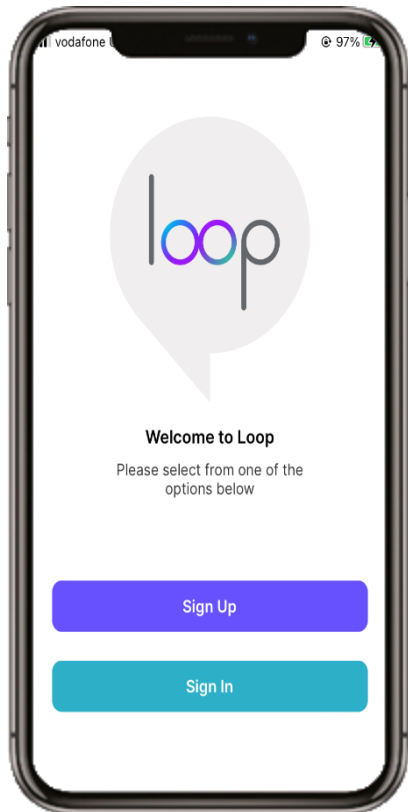 vodafone
97%
loop
Welcome to Loop
Please select from one of the
options below
Sign Up
Sign In